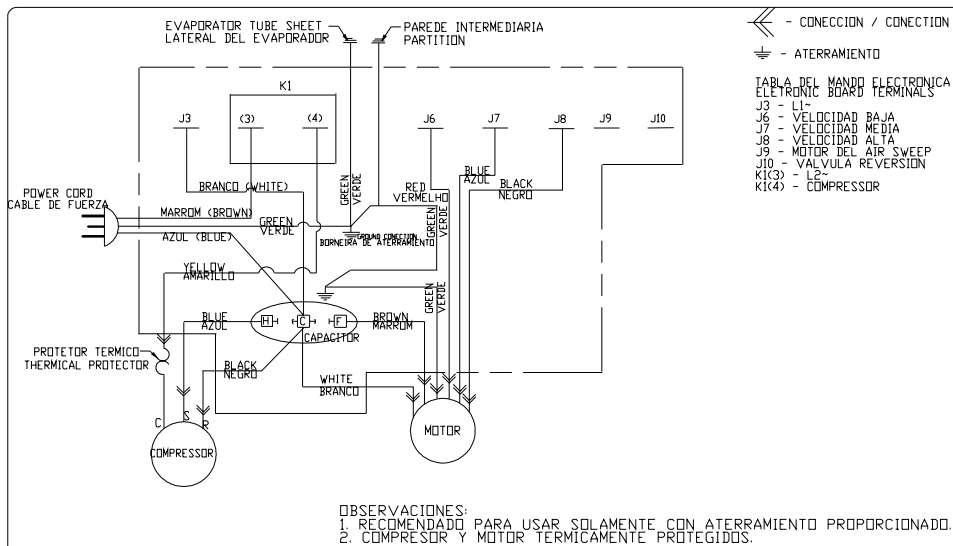 EVAPORATOR TUBE SHEET
LATERAL DEL EVAPORADOR
PAREDE INTERMEDIARIA
PARTITION
- CONECCION / CONECTION
- ATERRAMIENTO
TABLA DEL MANDO ELECTRONICA
ELETRONIC BOARD TERMINALS
J3 - L1~
J6 - VELOCIDAD BAJA
J7 - VELOCIDAD MEDIA
J8 - VELOCIDAD ALTA
J9 - MOTOR DEL AIR SWEEP
J10 - VALVULA REVERSION
K1(3) - L2~
K1(4) - COMPRESSOR
K1
J3
(3)
(4)
J6
J7
J8
J9
J10
BRANCO (WHITE)
GREEN
VERDE
RED
VERMELHO
BLUE
AZUL
BLACK
NEGRO
POWER CORD
CABLE DE FUERZA
MARROM (BROWN)
GREEN
VERDE
AZUL (BLUE)
GROUND CONECTION
BORNEIRA DE ATERRAMIENTO
GREEN
VERDE
YELLOW
AMARILLO
GREEN
VERDE
BLUE
AZUL
H
C
F
CAPACITOR
BROWN
MARROM
PROTETOR TERMICO
THERMICAL PROTECTOR
BLACK
NEGRO
WHITE
BRANCO
C
S
R
COMPRESSOR
MOTOR
OBSERVACIONES:
1. RECOMENDADO PARA USAR SOLAMENTE CON ATERRAMIENTO PROPORCIONADO.
2. COMPRESOR Y MOTOR TERMICAMENTE PROTEGIDOS.